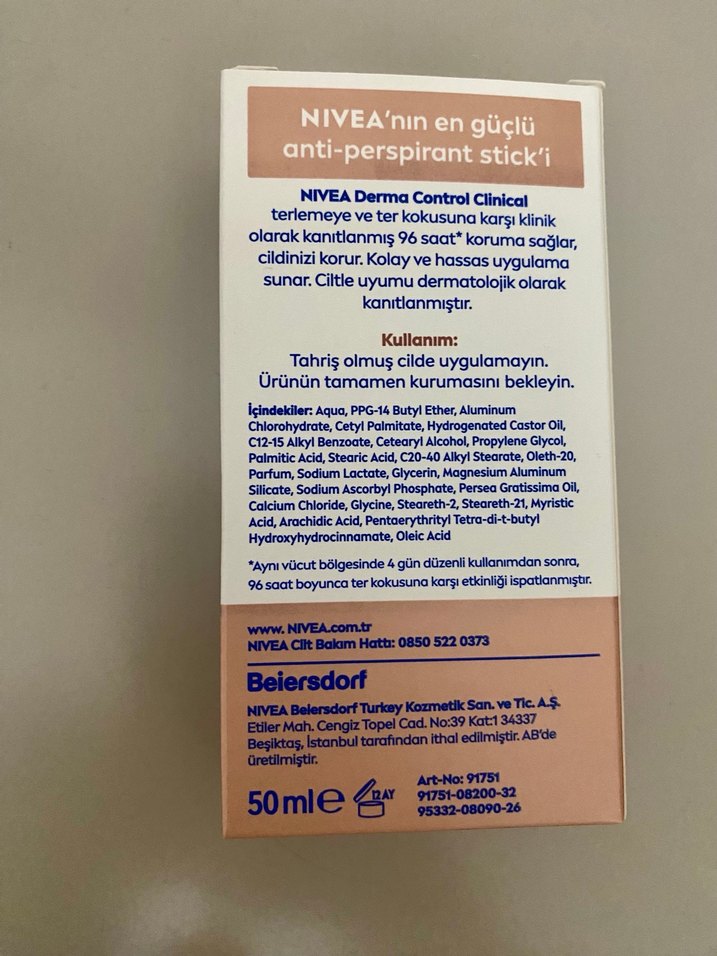 NIVEA'nın en güçlü
anti-perspirant stick'i
NIVEA Derma Control Clinical
terlemeye ve ter kokusuna karşı klinik
olarak kanıtlanmış 96 saat* koruma sağlar,
cildinizi korur. Kolay ve hassas uygulama
sunar. Ciltle uyumu dermatolojik olarak
kanıtlanmıştır.
Kullanım:
Tahriş olmuş cilde uygulamayın.
Ürünün tamamen kurumasını bekleyin.
İçindekiler: Aqua, PPG-14 Butyl Ether, Aluminum
Chlorohydrate, Cetyl Palmitate, Hydrogenated Castor Oil,
C12-15 Alkyl Benzoate, Cetearyl Alcohol, Propylene Glycol,
Palmitic Acid, Stearic Acid, C20-40 Alkyl Stearate, Oleth-20,
Parfum, Sodium Lactate, Glycerin, Magnesium Aluminum
Silicate, Sodium Ascorbyl Phosphate, Persea Gratissima Oil,
Calcium Chloride, Glycine, Steareth-2, Steareth-21, Myristic
Acid, Arachidic Acid, Pentaerythrityl Tetra-di-t-butyl
Hydroxyhydrocinnamate, Oleic Acid
*Aynı vücut bölgesinde 4 gün düzenli kullanımdan sonra,
96 saat boyunca ter kokusuna karşı etkinliği ispatlanmıştır.
www. NIVEA.com.tr
NIVEA Cilt Bakım Hattı: 0850 522 0373
Beiersdorf
NIVEA Beiersdorf Turkey Kozmetik San. ve Tic. A.Ş.
Etiler Mah. Cengiz Topel Cad. No:39 Kat:1 34337
Beşiktaş, İstanbul tarafından ithal edilmiştir. AB'de
üretilmiştir.
50 ml e 12 AY
Art-No: 91751
91751-08200-32
95332-08090-26